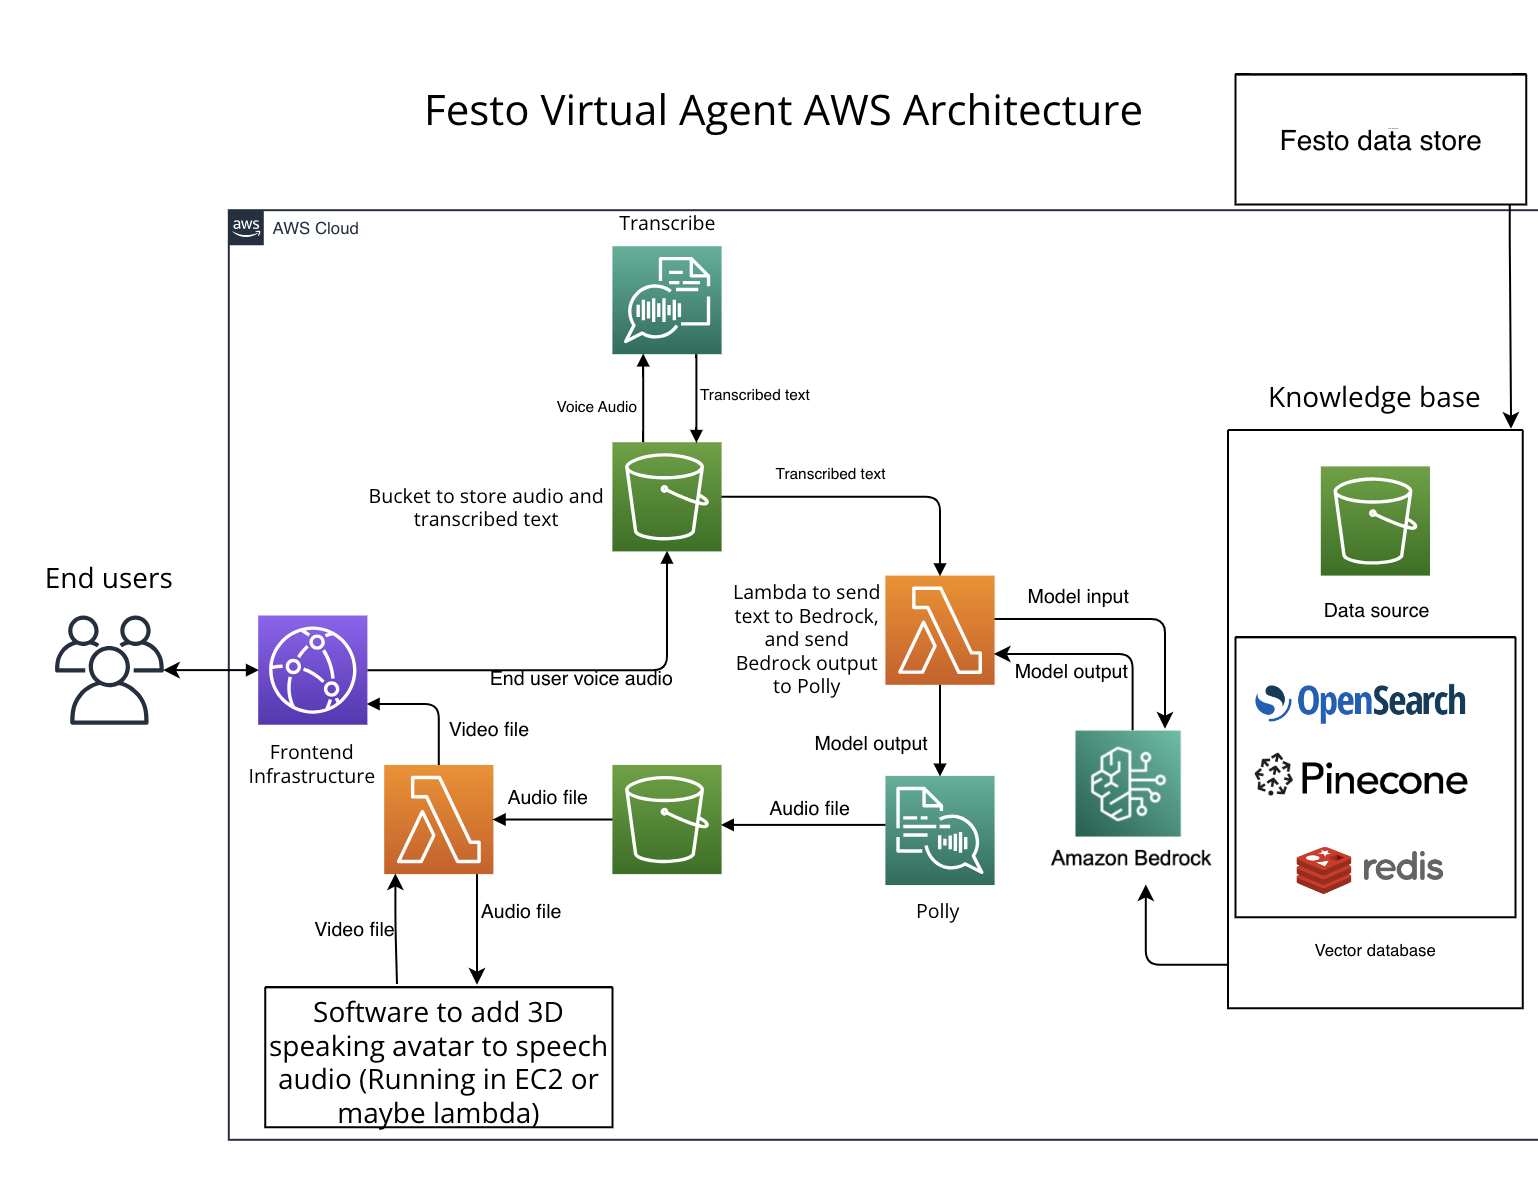 Festo Virtual Agent AWS Architecture
Festo data store
aws
AWS Cloud
Transcribe
Voice Audio
Transcribed text
Knowledge base
Bucket to store audio and
transcribed text
Transcribed text
End users
Lambda to send
text to Bedrock,
and send
Bedrock output
to Polly
Model input
Model output
Data source
End user voice audio
OpenSearch
Video file
Model output
Frontend
Infrastructure
Pinecone
Audio file
Audio file
Amazon Bedrock
redis
Polly
Audio file
Video file
Vector database
Software to add 3D
speaking avatar to speech
audio (Running in EC2 or
maybe lambda)